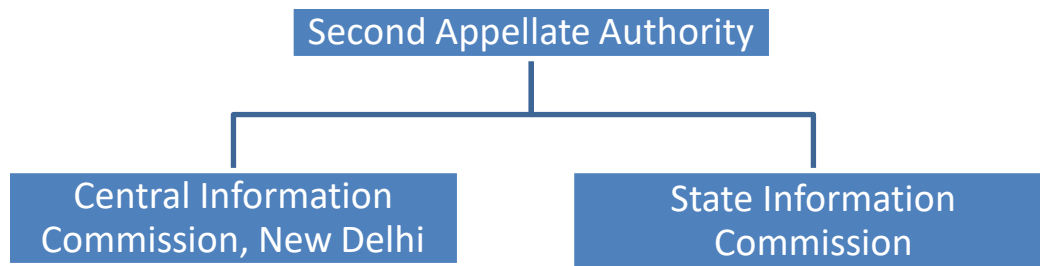 Second Appellate Authority
Central Information
Commission, New Delhi
State Information
Commission